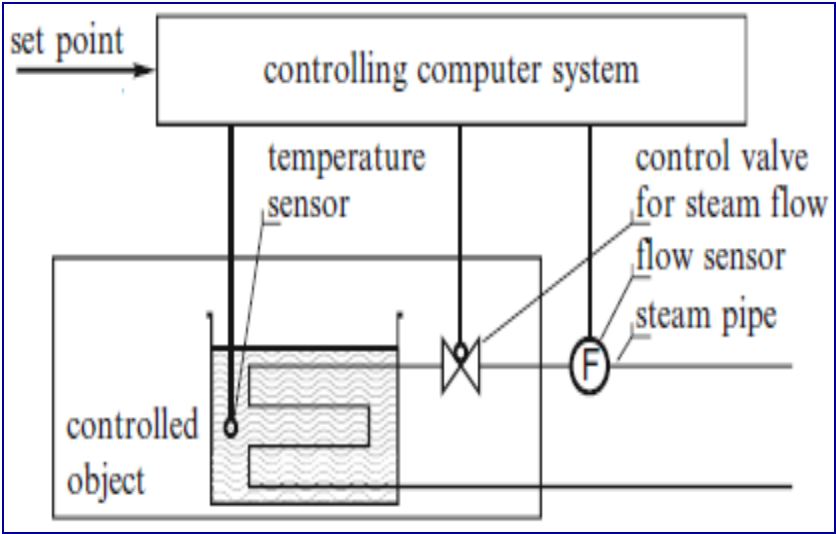 set point
controlling computer system
temperature
sensor
control valve
for steam flow
flow sensor
steam pipe
F
controlled
object